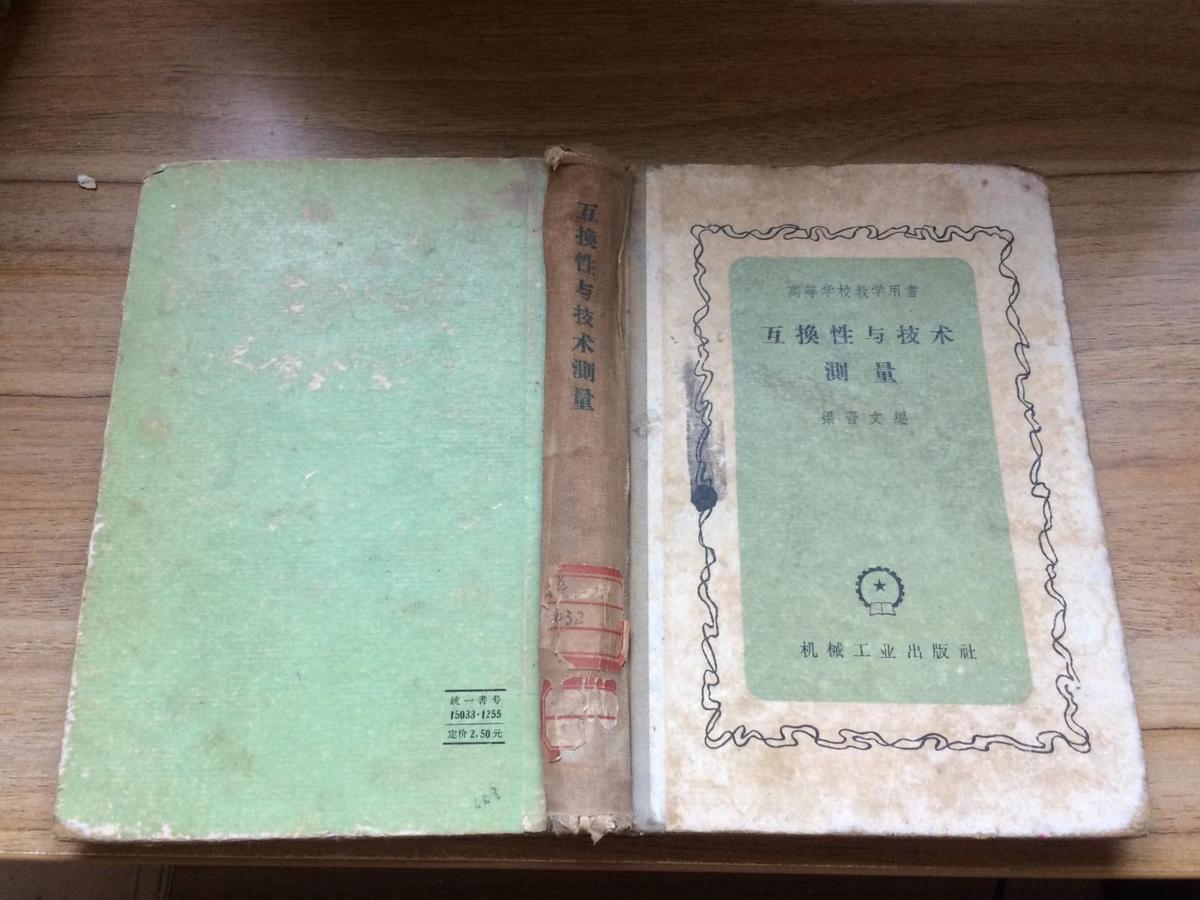 高等学校教学用書
互换性与技术
测量
梁晋文編
机械工业出版社
互换性与技术测量
032
統一書号
15033·1255
定价2.50元